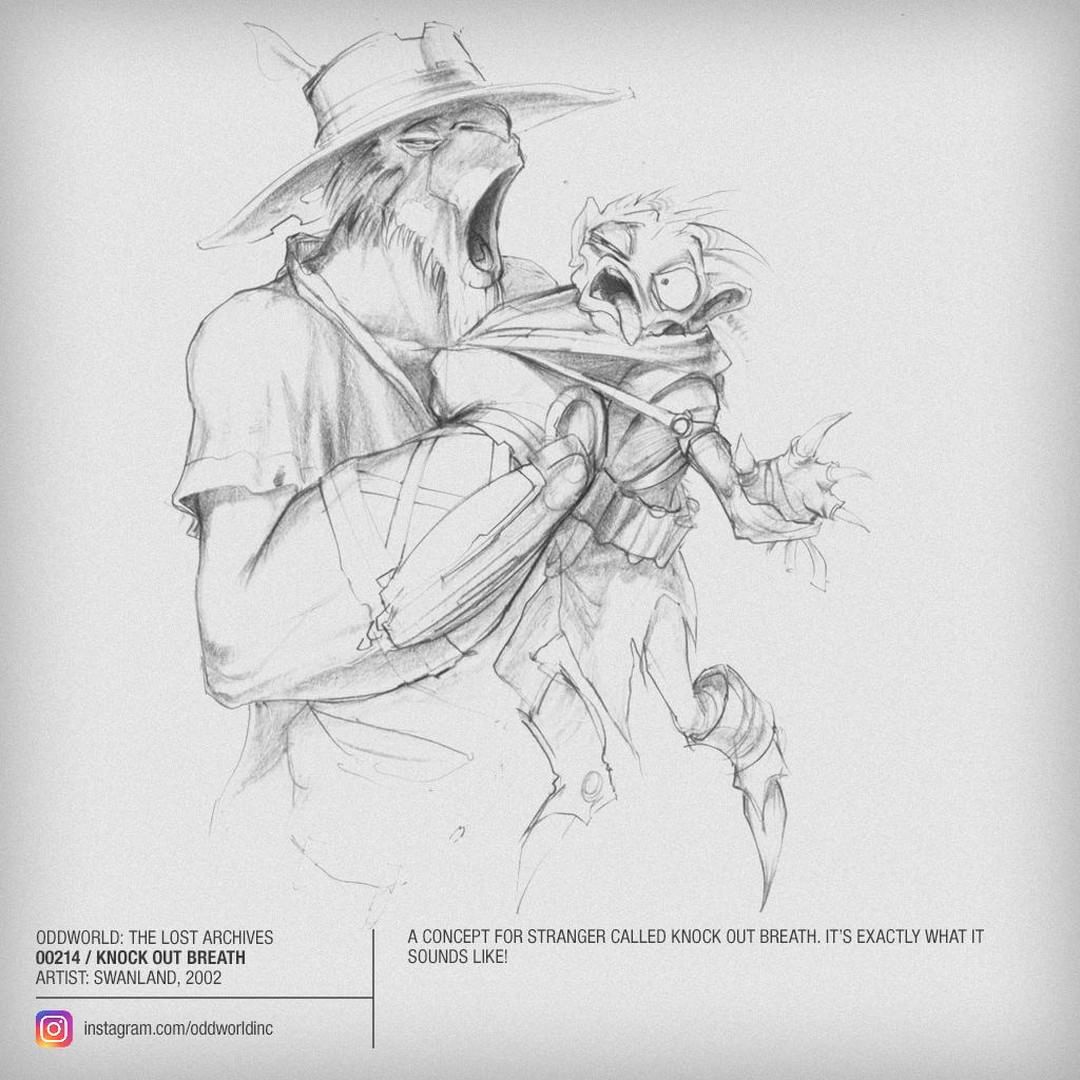 ODDWORLD: THE LOST ARCHIVES
00214 / KNOCK OUT BREATH
ARTIST: SWANLAND, 2002
instagram.com/oddworldinc
A CONCEPT FOR STRANGER CALLED KNOCK OUT BREATH. IT'S EXACTLY WHAT IT
SOUNDS LIKE!